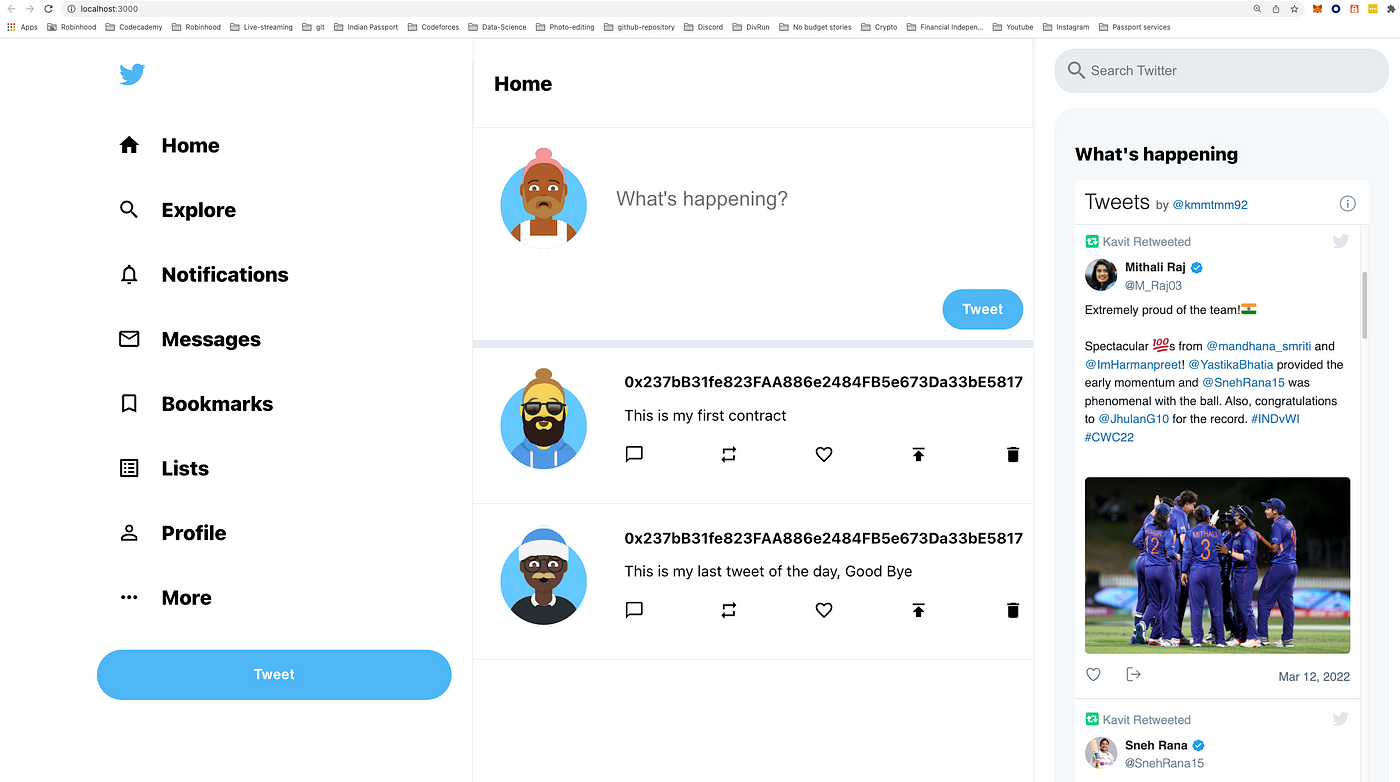 localhost:3000
Apps Robinhood Codecademy Robinhood Live-streaming git Indian Passport Codeforces Data-Science Photo-editing github-repository Discord DivRun No budget stories Crypto Financial Indepen... Youtube Instagram Passport services
Home
Explore
Notifications
Messages
Bookmarks
Lists
Profile
More
Tweet
Home
What's happening?
Tweet
0x237bB31fe823FAA886e2484FB5e673Da33bE5817
This is my first contract
0x237bB31fe823FAA886e2484FB5e673Da33bE5817
This is my last tweet of the day, Good Bye
Search Twitter
What's happening
Tweets by @kmmtmm92
Kavit Retweeted
Mithali Raj
@M_Raj03
Extremely proud of the team!🇮🇳
Spectacular 💯s from @mandhana_smriti and
@ImHarmanpreet! @YastikaBhatia provided the
early momentum and @SnehRana15 was
phenomenal with the ball. Also, congratulations
to @JhulanG10 for the record. #INDvWI
#CWC22
12
MITHALI
3
Mar 12, 2022
Kavit Retweeted
Sneh Rana
@SnehRana15